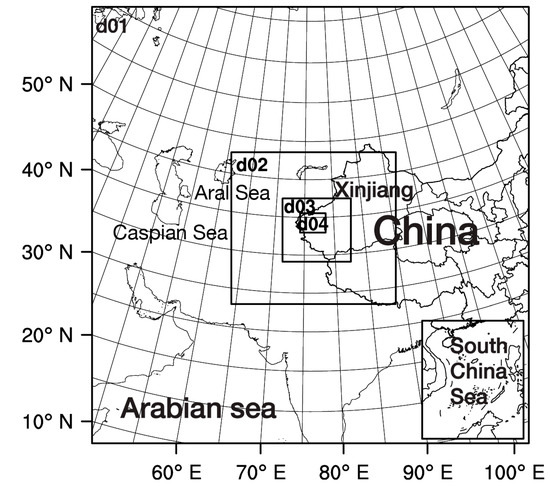 d01
50° N
40° N
30° N
20° N
10° N
d02
Aral Sea
Xinjiang
d03
d04
Caspian Sea
China
South
China
Sea
Arabian sea
60° E
70° E
80° E
90° E
100° E